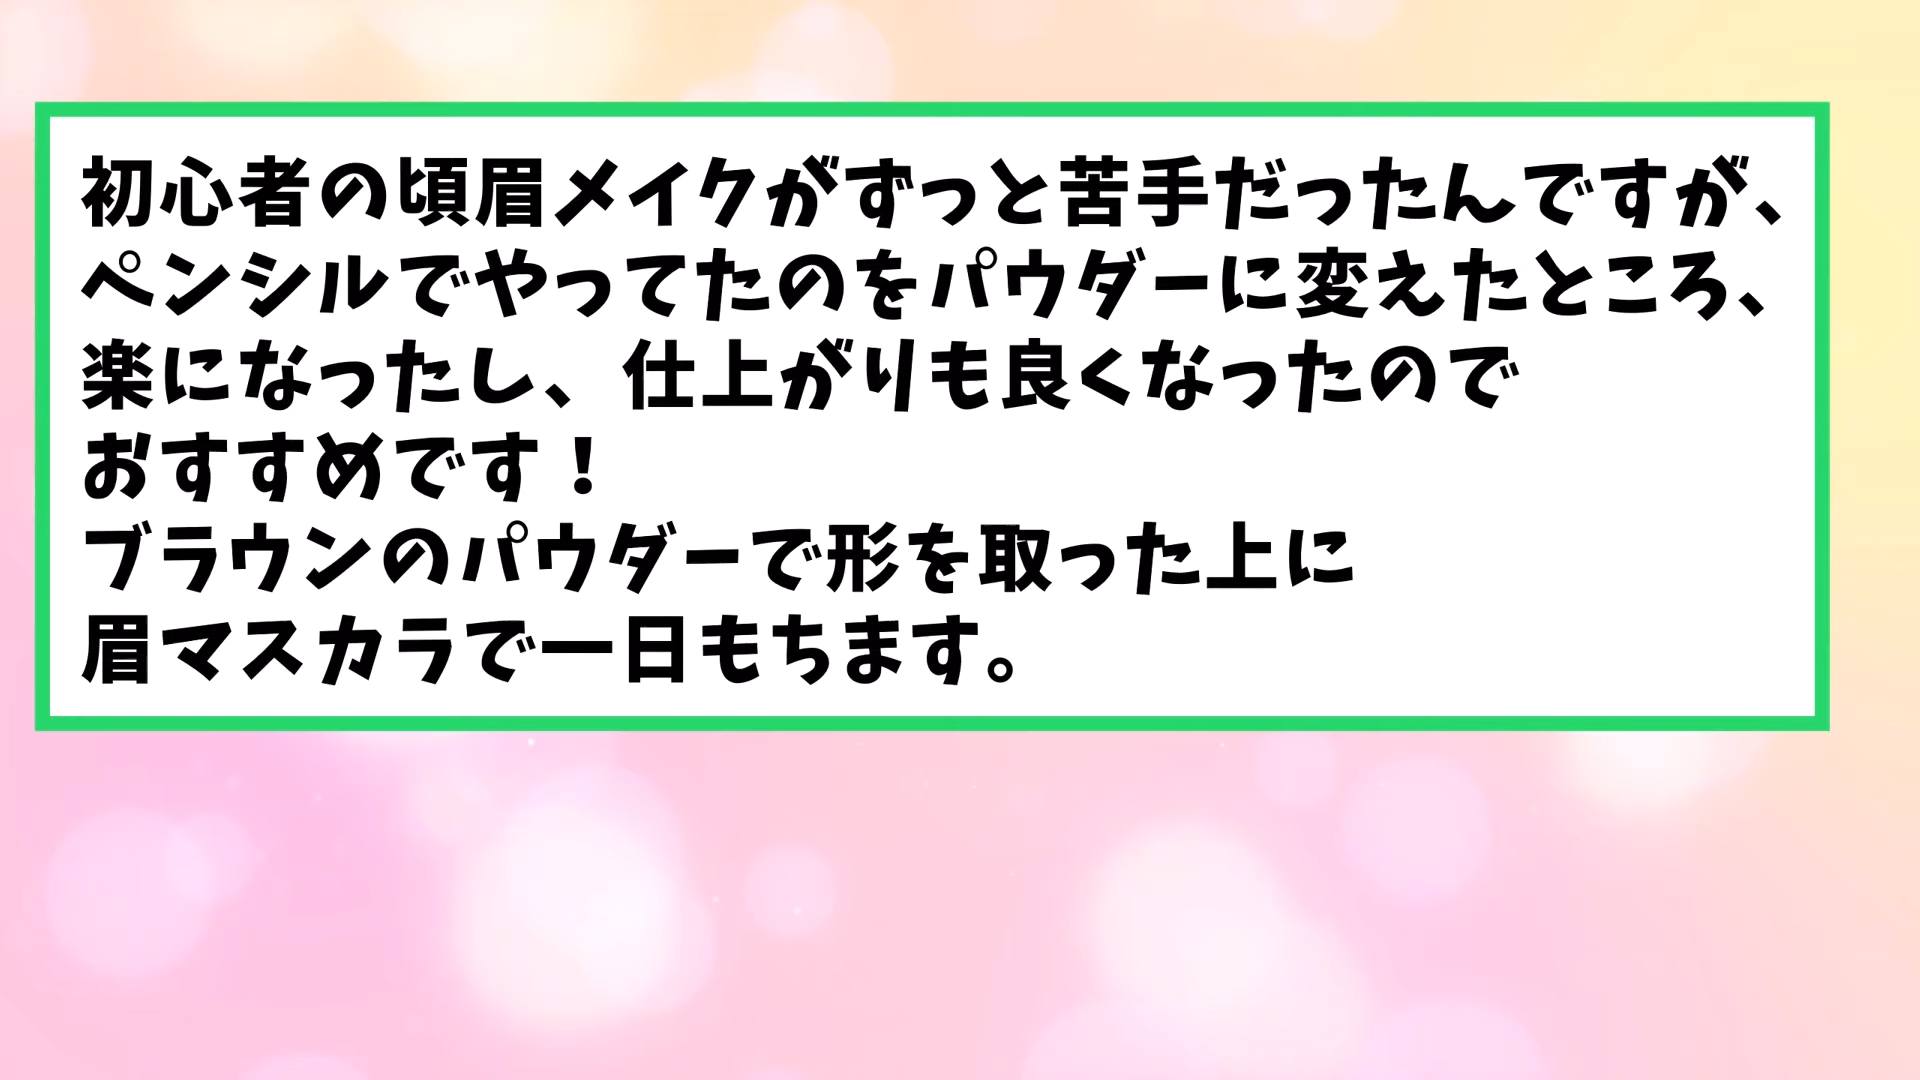 初心者の頃眉メイクがずっと苦手だったんですが、
ペンシルでやってたのをパウダーに変えたところ、
楽になったし、仕上がりも良くなったので
おすすめです！
ブラウンのパウダーで形を取った上に
眉マスカラで一日もちます。